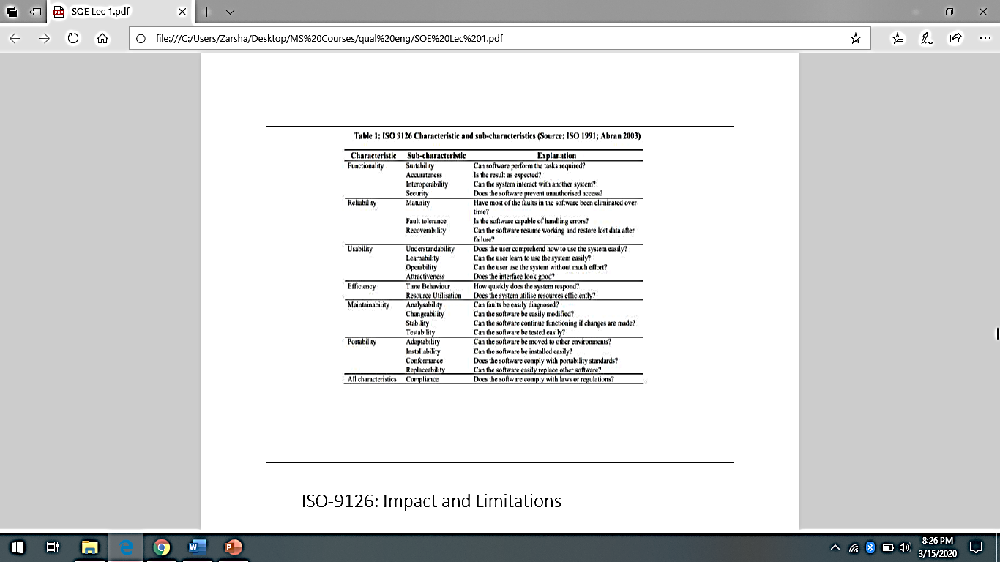 SQE Lec 1.pdf
file:///C:/Users/Zarsha/Desktop/MS%20Courses/qual%20eng/SQE%20Lec%201.pdf
Table 1: ISO 9126 Characteristic and sub-characteristics (Source: ISO 1991; Abran 2003)
Characteristic Sub-characteristic Explanation
Functionality Suitability Can software perform the tasks required?
Accurateness Is the result as expected?
Interoperability Can the system interact with another system?
Security Does the software prevent unauthorised access?
Reliability Maturity Have most of the faults in the software been eliminated over
time?
Fault tolerance Is the software capable of handling errors?
Recoverability Can the software resume working and restore lost data after
failure?
Usability Understandability Does the user comprehend how to use the system easily?
Learnability Can the user learn to use the system easily?
Operability Can the user use the system without much effort?
Attractiveness Does the interface look good?
Efficiency Time Behaviour How quickly does the system respond?
Resource Utilisation Does the system utilise resources efficiently?
Maintainability Analysability Can faults be easily diagnosed?
Changeability Can the software be easily modified?
Stability Can the software continue functioning if changes are made?
Testability Can the software be tested easily?
Portability Adaptability Can the software be moved to other environments?
Installability Can the software be installed easily?
Conformance Does the software comply with portability standards?
Replaceability Can the software easily replace other software?
All characteristics Compliance Does the software comply with laws or regulations?
ISO-9126: Impact and Limitations
8:26 PM
3/15/2020